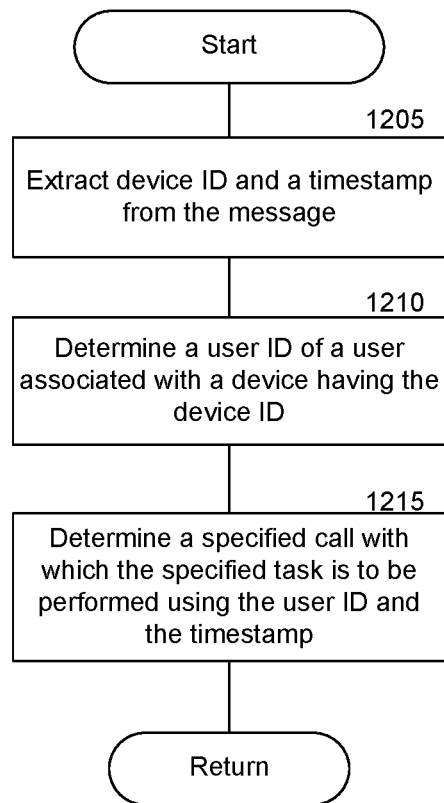 Start
1205
Extract device ID and a timestamp
from the message
1210
Determine a user ID of a user
associated with a device having the
device ID
1215
Determine a specified call with
which the specified task is to be
performed using the user ID and
the timestamp
Return